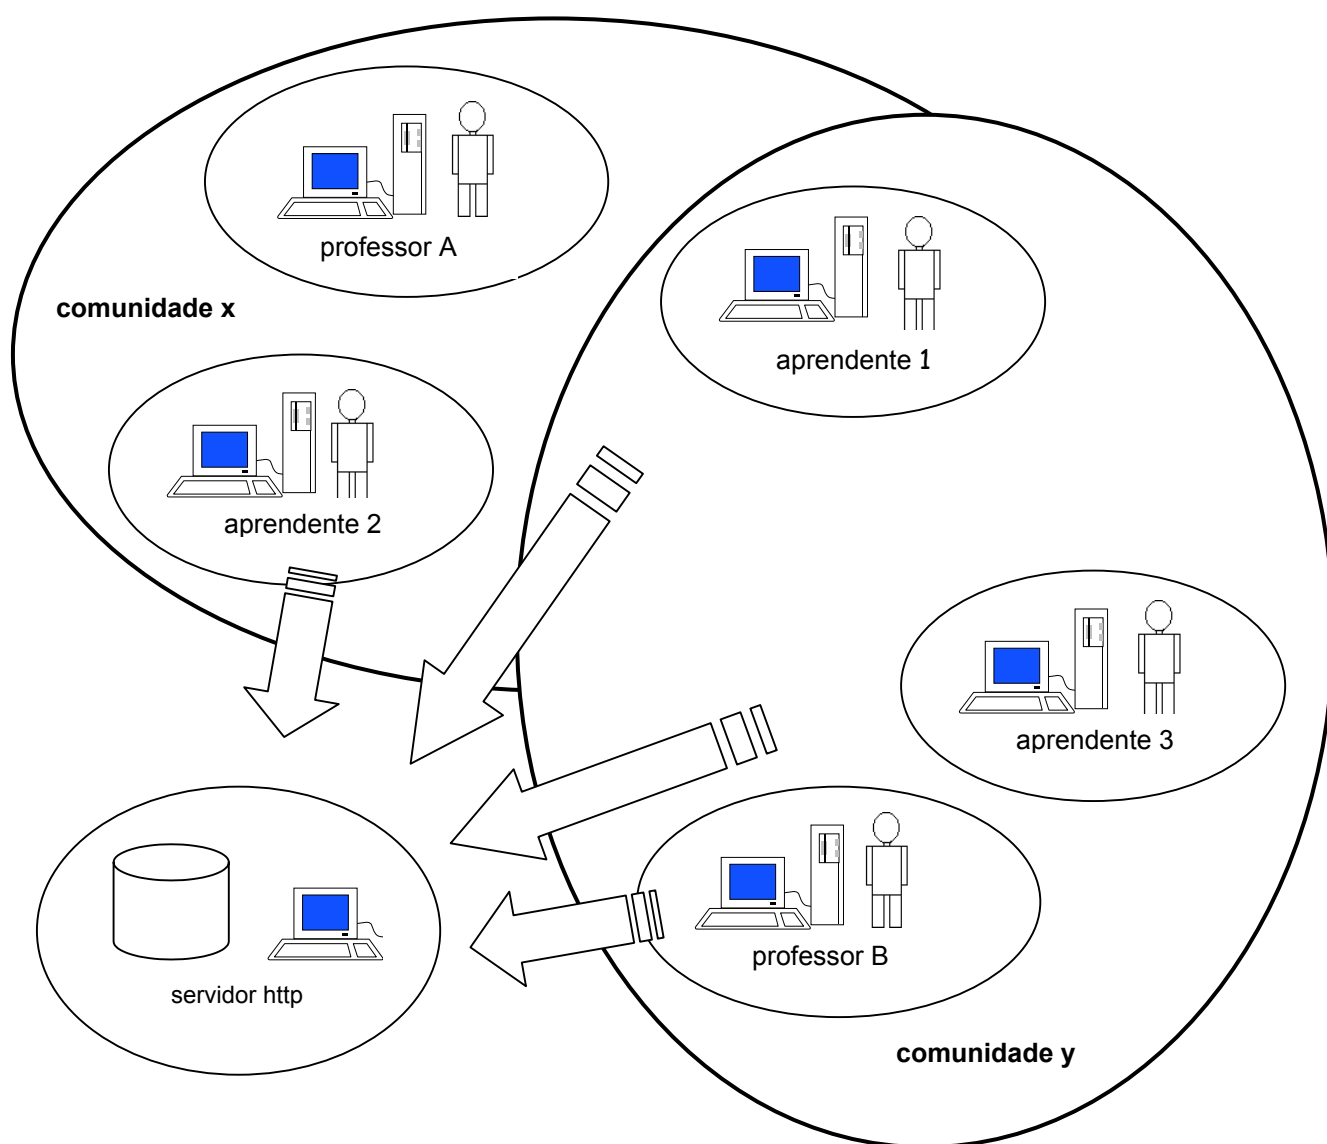 professor A
comunidade x
aprendente 1
aprendente 2
aprendente 3
professor B
servidor http
comunidade y